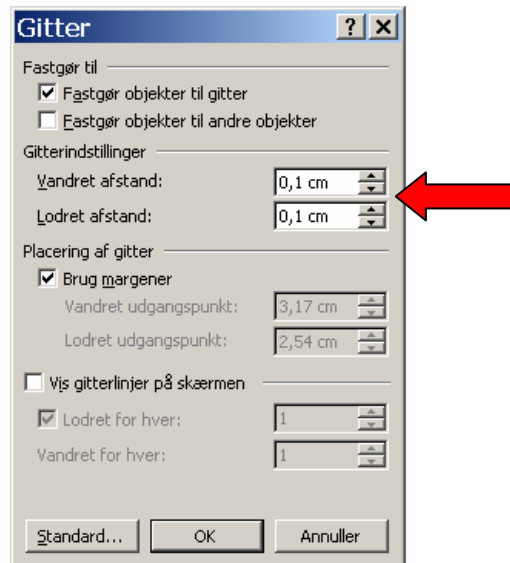 Gitter
Fastgør til
Fastgør objekter til gitter
Fastgør objekter til andre objekter
Gitterindstillinger
Vandret afstand: 0,1 cm
Lodret afstand: 0,1 cm
Placering af gitter
Brug margener
Vandret udgangspunkt: 3,17 cm
Lodret udgangspunkt: 2,54 cm
Vis gitterlinjer på skærmen
Lodret for hver: 1
Vandret for hver: 1
Standard... OK Annuller